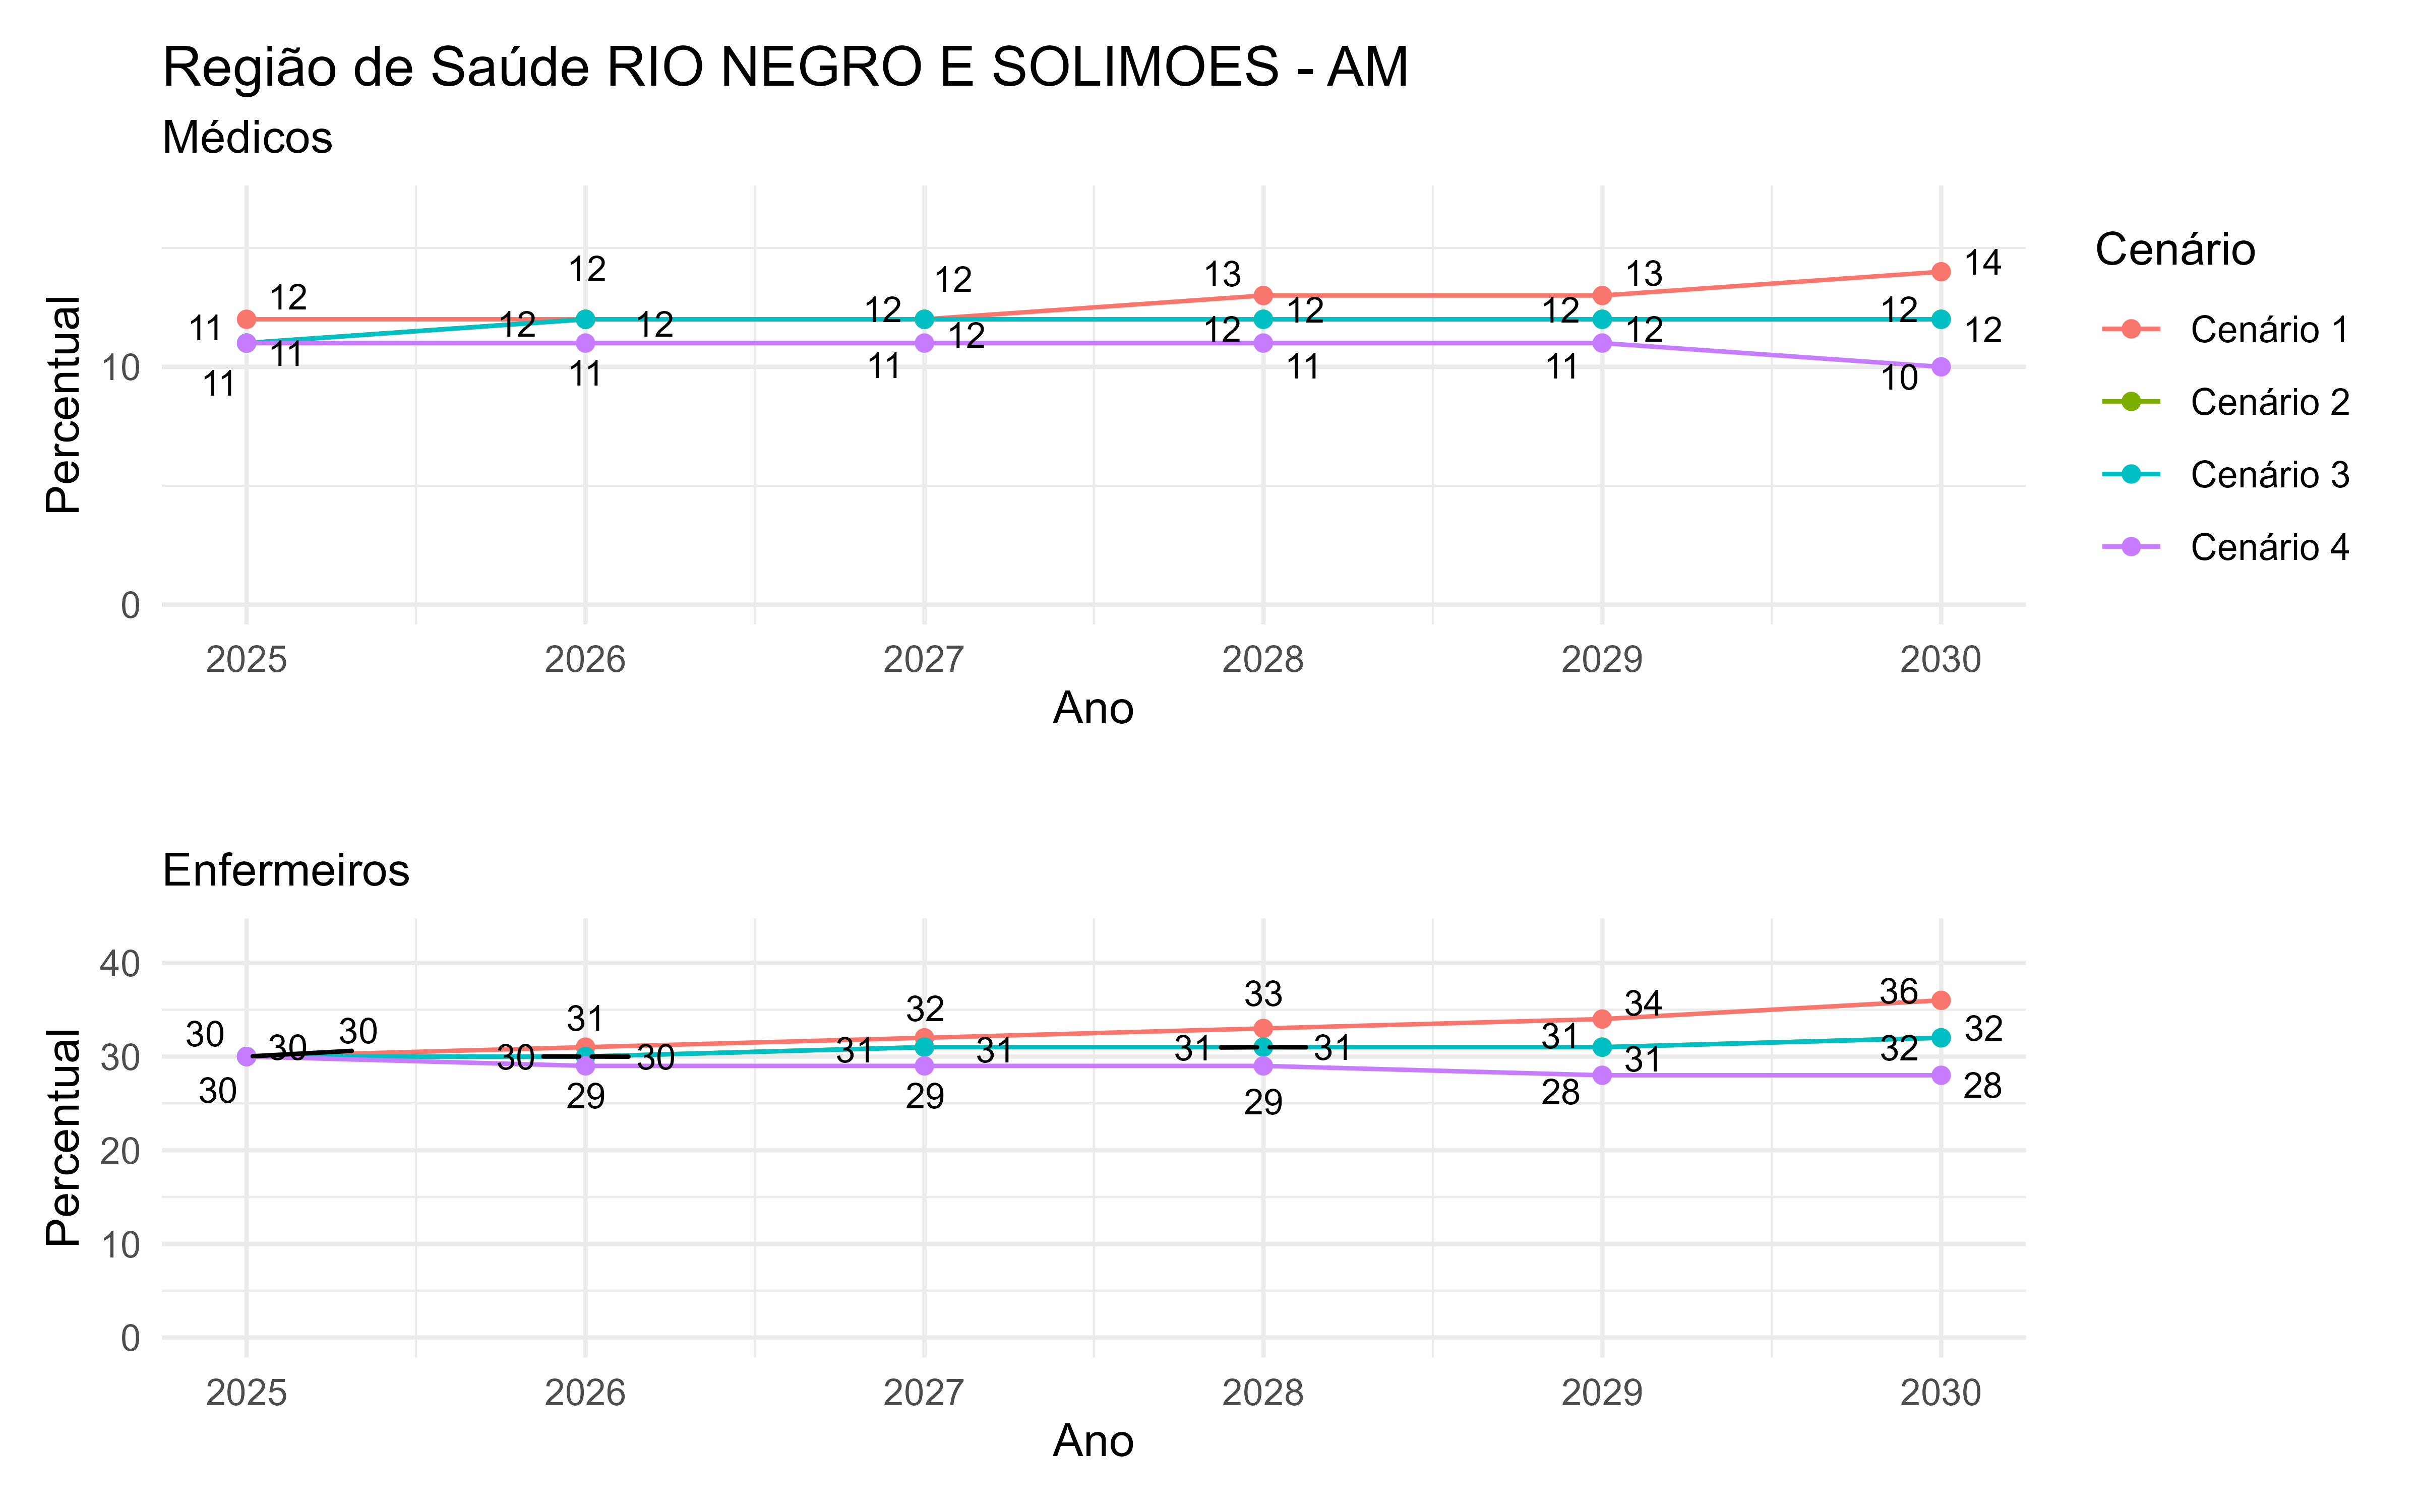 Região de Saúde RIO NEGRO E SOLIMOES - AM
Médicos
Percentual
10
0
11 12 11 11
12 12 12 11
12 12 12 11
13 12 12 11
13 12 12 11
14 12 12 10
2025 2026 2027 2028 2029 2030
Ano
Cenário
Cenário 1
Cenário 2
Cenário 3
Cenário 4
Enfermeiros
Percentual
40
30
20
10
0
30 30 30 30
31 30 30 29
32 31 31 29
33 31 31 29
34 31 31 28
36 32 32 28
2025 2026 2027 2028 2029 2030
Ano